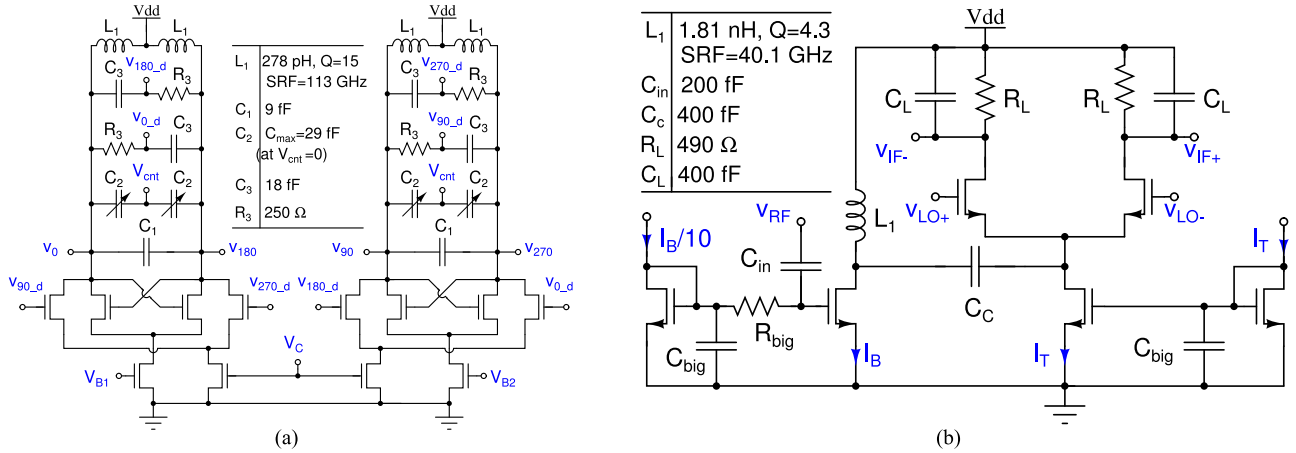 Vdd
L₁ L₁
C₃ v180_d R₃
R₃ v0_d C₃
C₂ Vcnt C₂
C₁
v0 v180
v90_d v270_d
VB1
L₁ 278 pH, Q=15
SRF=113 GHz
C₁ 9 fF
C₂ Cmax=29 fF
(at Vcnt=0)
C₃ 18 fF
R₃ 250 Ω
Vdd
L₁ L₁
C₃ v270_d R₃
R₃ v90_d C₃
C₂ Vcnt C₂
C₁
v90 v270
v180_d v0_d
VC
VB2
(a)
L₁ 1.81 nH, Q=4.3
SRF=40.1 GHz
Cin 200 fF
Cc 400 fF
RL 490 Ω
CL 400 fF
Vdd
CL RL RL CL
vIF- vIF+
vLO+ vLO-
L₁
vRF
IB/10
Cin
CC
IT
Rbig
Cbig
IB
IT
Cbig
(b)